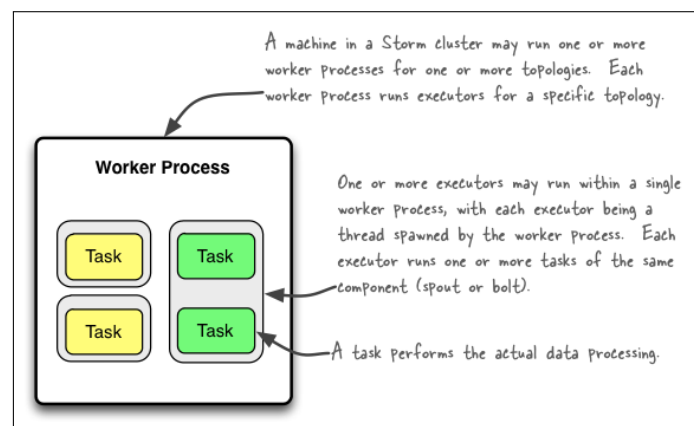 A machine in a Storm cluster may run one or more
worker processes for one or more topologies. Each
worker process runs executors for a specific topology.
Worker Process
One or more executors may run within a single
worker process, with each executor being a
thread spawned by the worker process. Each
executor runs one or more tasks of the same
component (spout or bolt).
Task
Task
Task
Task
A task performs the actual data processing.